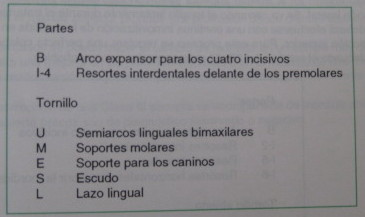 Partes
B Arco expansor para los cuatro incisivos
I-4 Resortes interdentales delante de los premolares
Tornillo
U Semiarcos linguales bimaxilares
M Soportes molares
E Soporte para los caninos
S Escudo
L Lazo lingual